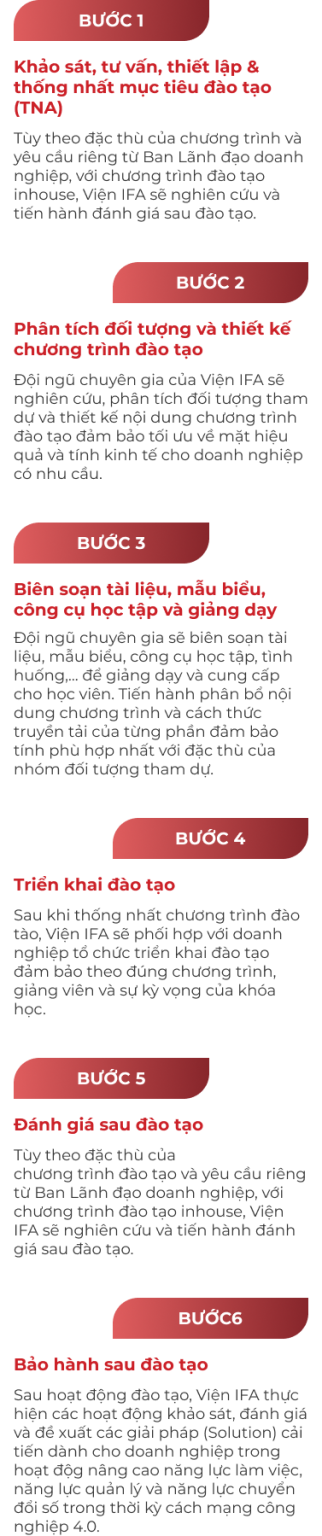 BƯỚC 1
Khảo sát, tư vấn, thiết lập &
thống nhất mục tiêu đào tạo
(TNA)
Tùy theo đặc thù của chương trình và
yêu cầu riêng từ Ban Lãnh đạo doanh
nghiệp, với chương trình đào tạo
inhouse, Viện IFA sẽ nghiên cứu và
tiến hành đánh giá sau đào tạo.
BƯỚC 2
Phân tích đối tượng và thiết kế
chương trình đào tạo
Đội ngũ chuyên gia của Viện IFA sẽ
nghiên cứu, phân tích đối tượng tham
dự và thiết kế nội dung chương trình
đào tạo đảm bảo tối ưu về mặt hiệu
quả và tính kinh tế cho doanh nghiệp
có nhu cầu.
BƯỚC 3
Biên soạn tài liệu, mẫu biểu,
công cụ học tập và giảng dạy
Đội ngũ chuyên gia sẽ biên soạn tài
liệu, mẫu biểu, công cụ học tập, tình
huống,... để giảng dạy và cung cấp
cho học viên. Tiến hành phân bổ nội
dung chương trình và cách thức
truyền tải của từng phần đảm bảo
tính phù hợp nhất với đặc thù của
nhóm đối tượng tham dự.
BƯỚC 4
Triển khai đào tạo
Sau khi thống nhất chương trình đào
tào, Viện IFA sẽ phối hợp với doanh
nghiệp tổ chức triển khai đào tạo
đảm bảo theo đúng chương trình,
giảng viên và sự kỳ vọng của khóa
học.
BƯỚC 5
Đánh giá sau đào tạo
Tùy theo đặc thù của
chương trình đào tạo và yêu cầu riêng
từ Ban Lãnh đạo doanh nghiệp, với
chương trình đào tạo inhouse, Viện
IFA sẽ nghiên cứu và tiến hành đánh
giá sau đào tạo.
BƯỚC6
Bảo hành sau đào tạo
Sau hoạt động đào tạo, Viện IFA thực
hiện các hoạt động khảo sát, đánh giá
và đề xuất các giải pháp (Solution) cải
tiến dành cho doanh nghiệp trong
hoạt độg nâng cao năng lực làm việc,
năng lực quản lý và năng lực chuyển
đổi số trong thời kỳ cách mạng công
nghiệp 4.0.